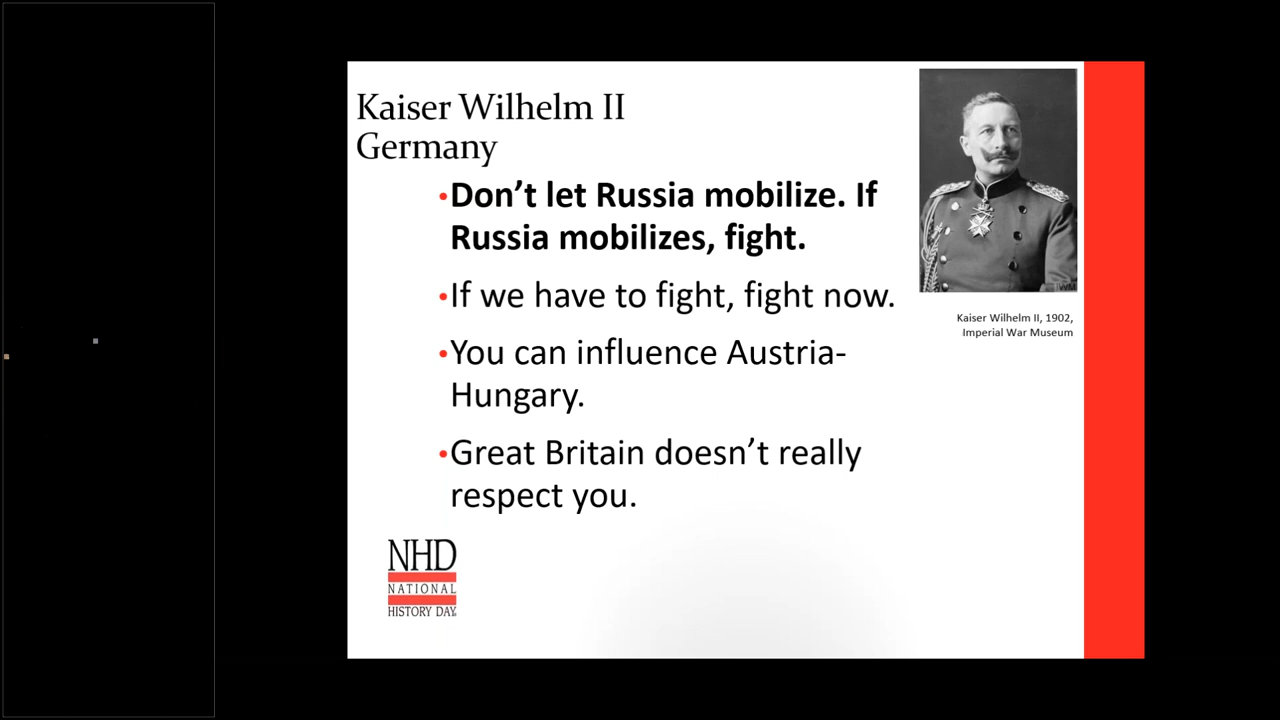 Kaiser Wilhelm II
Germany
•Don’t let Russia mobilize. If
Russia mobilizes, fight.
•If we have to fight, fight now.
•You can influence Austria-
Hungary.
•Great Britain doesn’t really
respect you.
IWM
Kaiser Wilhelm II, 1902,
Imperial War Museum
NHD
NATIONAL
HISTORY DAY